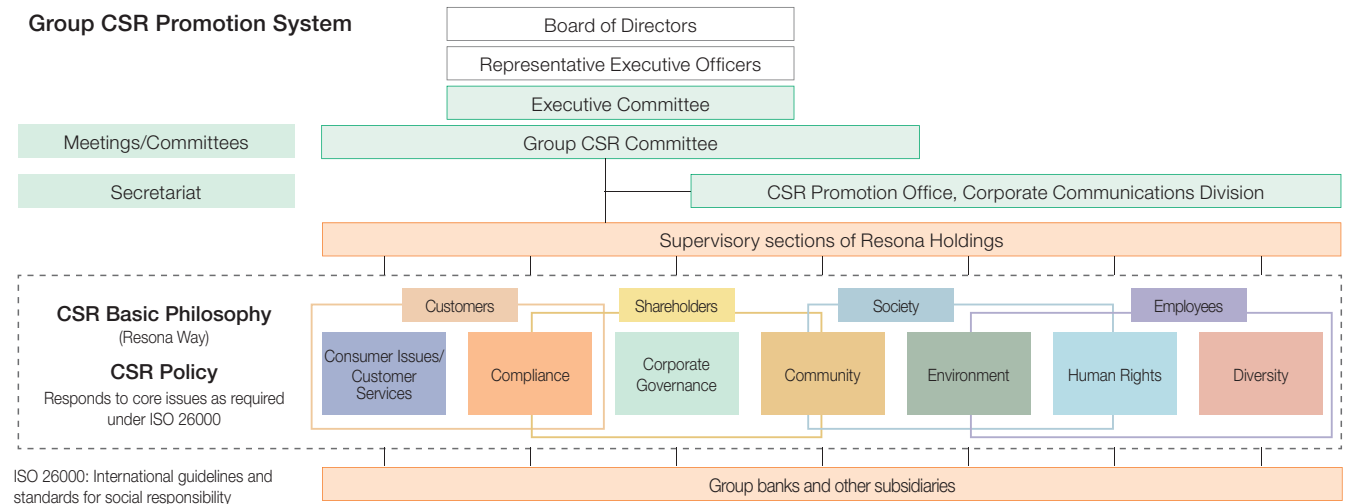 Group CSR Promotion System
Board of Directors
Representative Executive Officers
Executive Committee
Meetings/Committees
Group CSR Committee
Secretariat
CSR Promotion Office, Corporate Communications Division
Supervisory sections of Resona Holdings
CSR Basic Philosophy
(Resona Way)
CSR Policy
Responds to core issues as required
under ISO 26000
Customers
Shareholders
Society
Employees
Consumer Issues/
Customer
Services
Compliance
Corporate
Governance
Community
Environment
Human Rights
Diversity
ISO 26000: International guidelines and
standards for social responsibility
Group banks and other subsidiaries